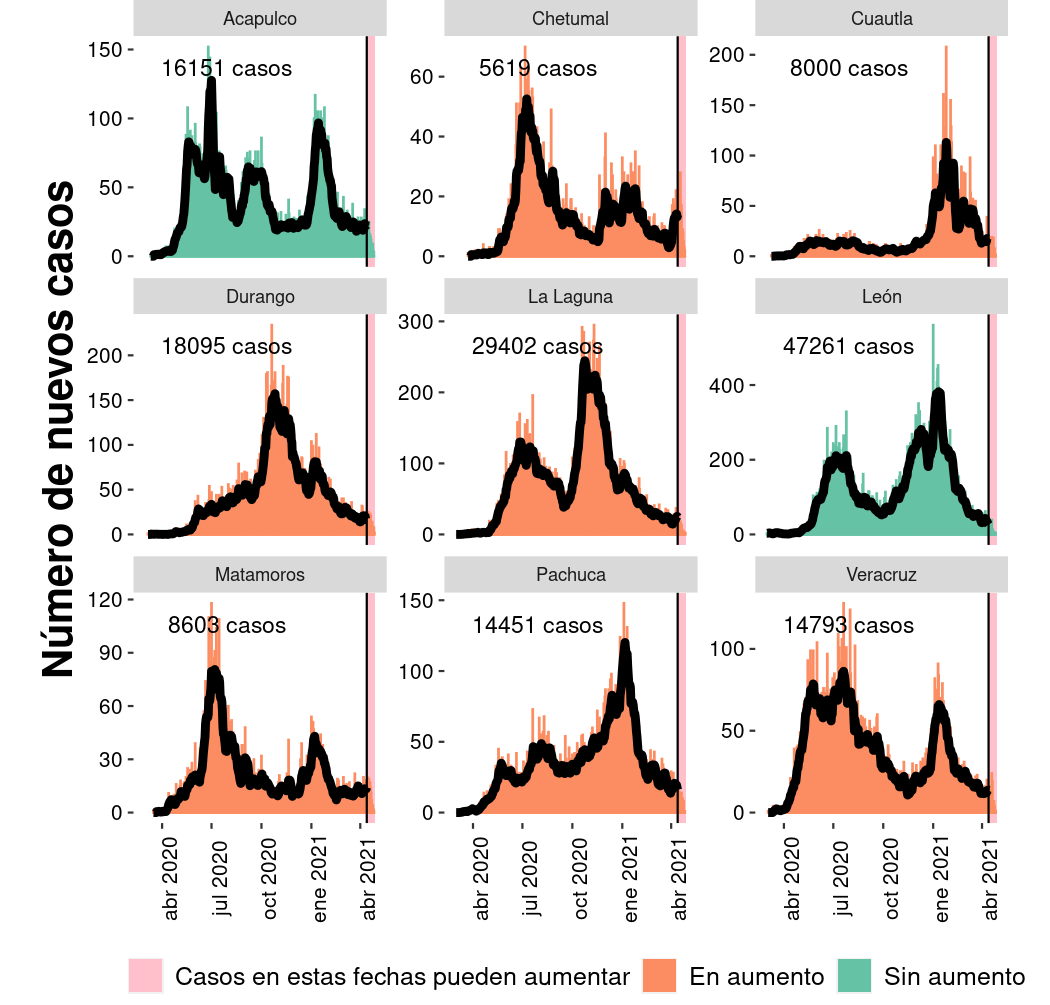 Número de nuevos casos
Acapulco
Chetumal
Cuautla
16151 casos
5619 casos
8000 casos
150
100
50
0
60
40
20
0
200
150
100
50
0
Durango
La Laguna
León
18095 casos
29402 casos
47261 casos
200
150
100
50
0
300
200
100
0
400
200
0
Matamoros
Pachuca
Veracruz
8603 casos
14451 casos
14793 casos
120
90
60
30
0
150
100
50
0
100
50
0
abr 2020
jul 2020
oct 2020
ene 2021
abr 2021
abr 2020
jul 2020
oct 2020
ene 2021
abr 2021
abr 2020
jul 2020
oct 2020
ene 2021
abr 2021
Casos en estas fechas pueden aumentar
En aumento
Sin aumento